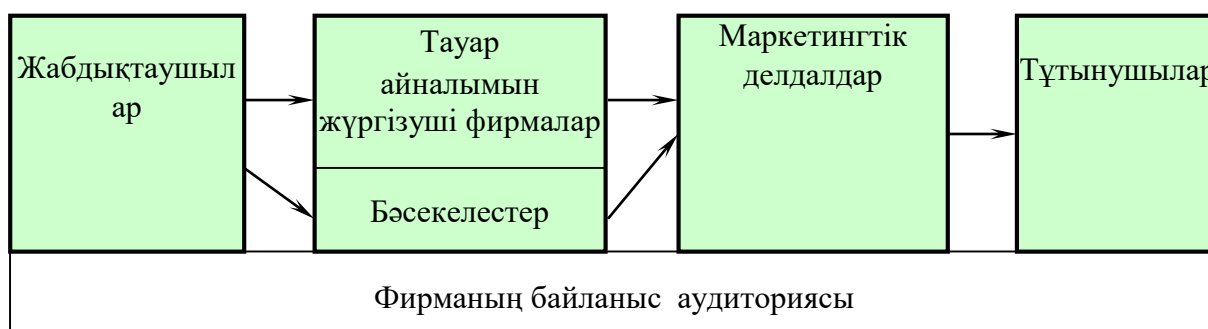 Жабдықтаушыл
ар
Тауар
айналымын
жүргізуші фирмалар
Бәсекелестер
Маркетингтік
делдалдар
Тұтынушылар
Фирманың байланыс аудиториясы